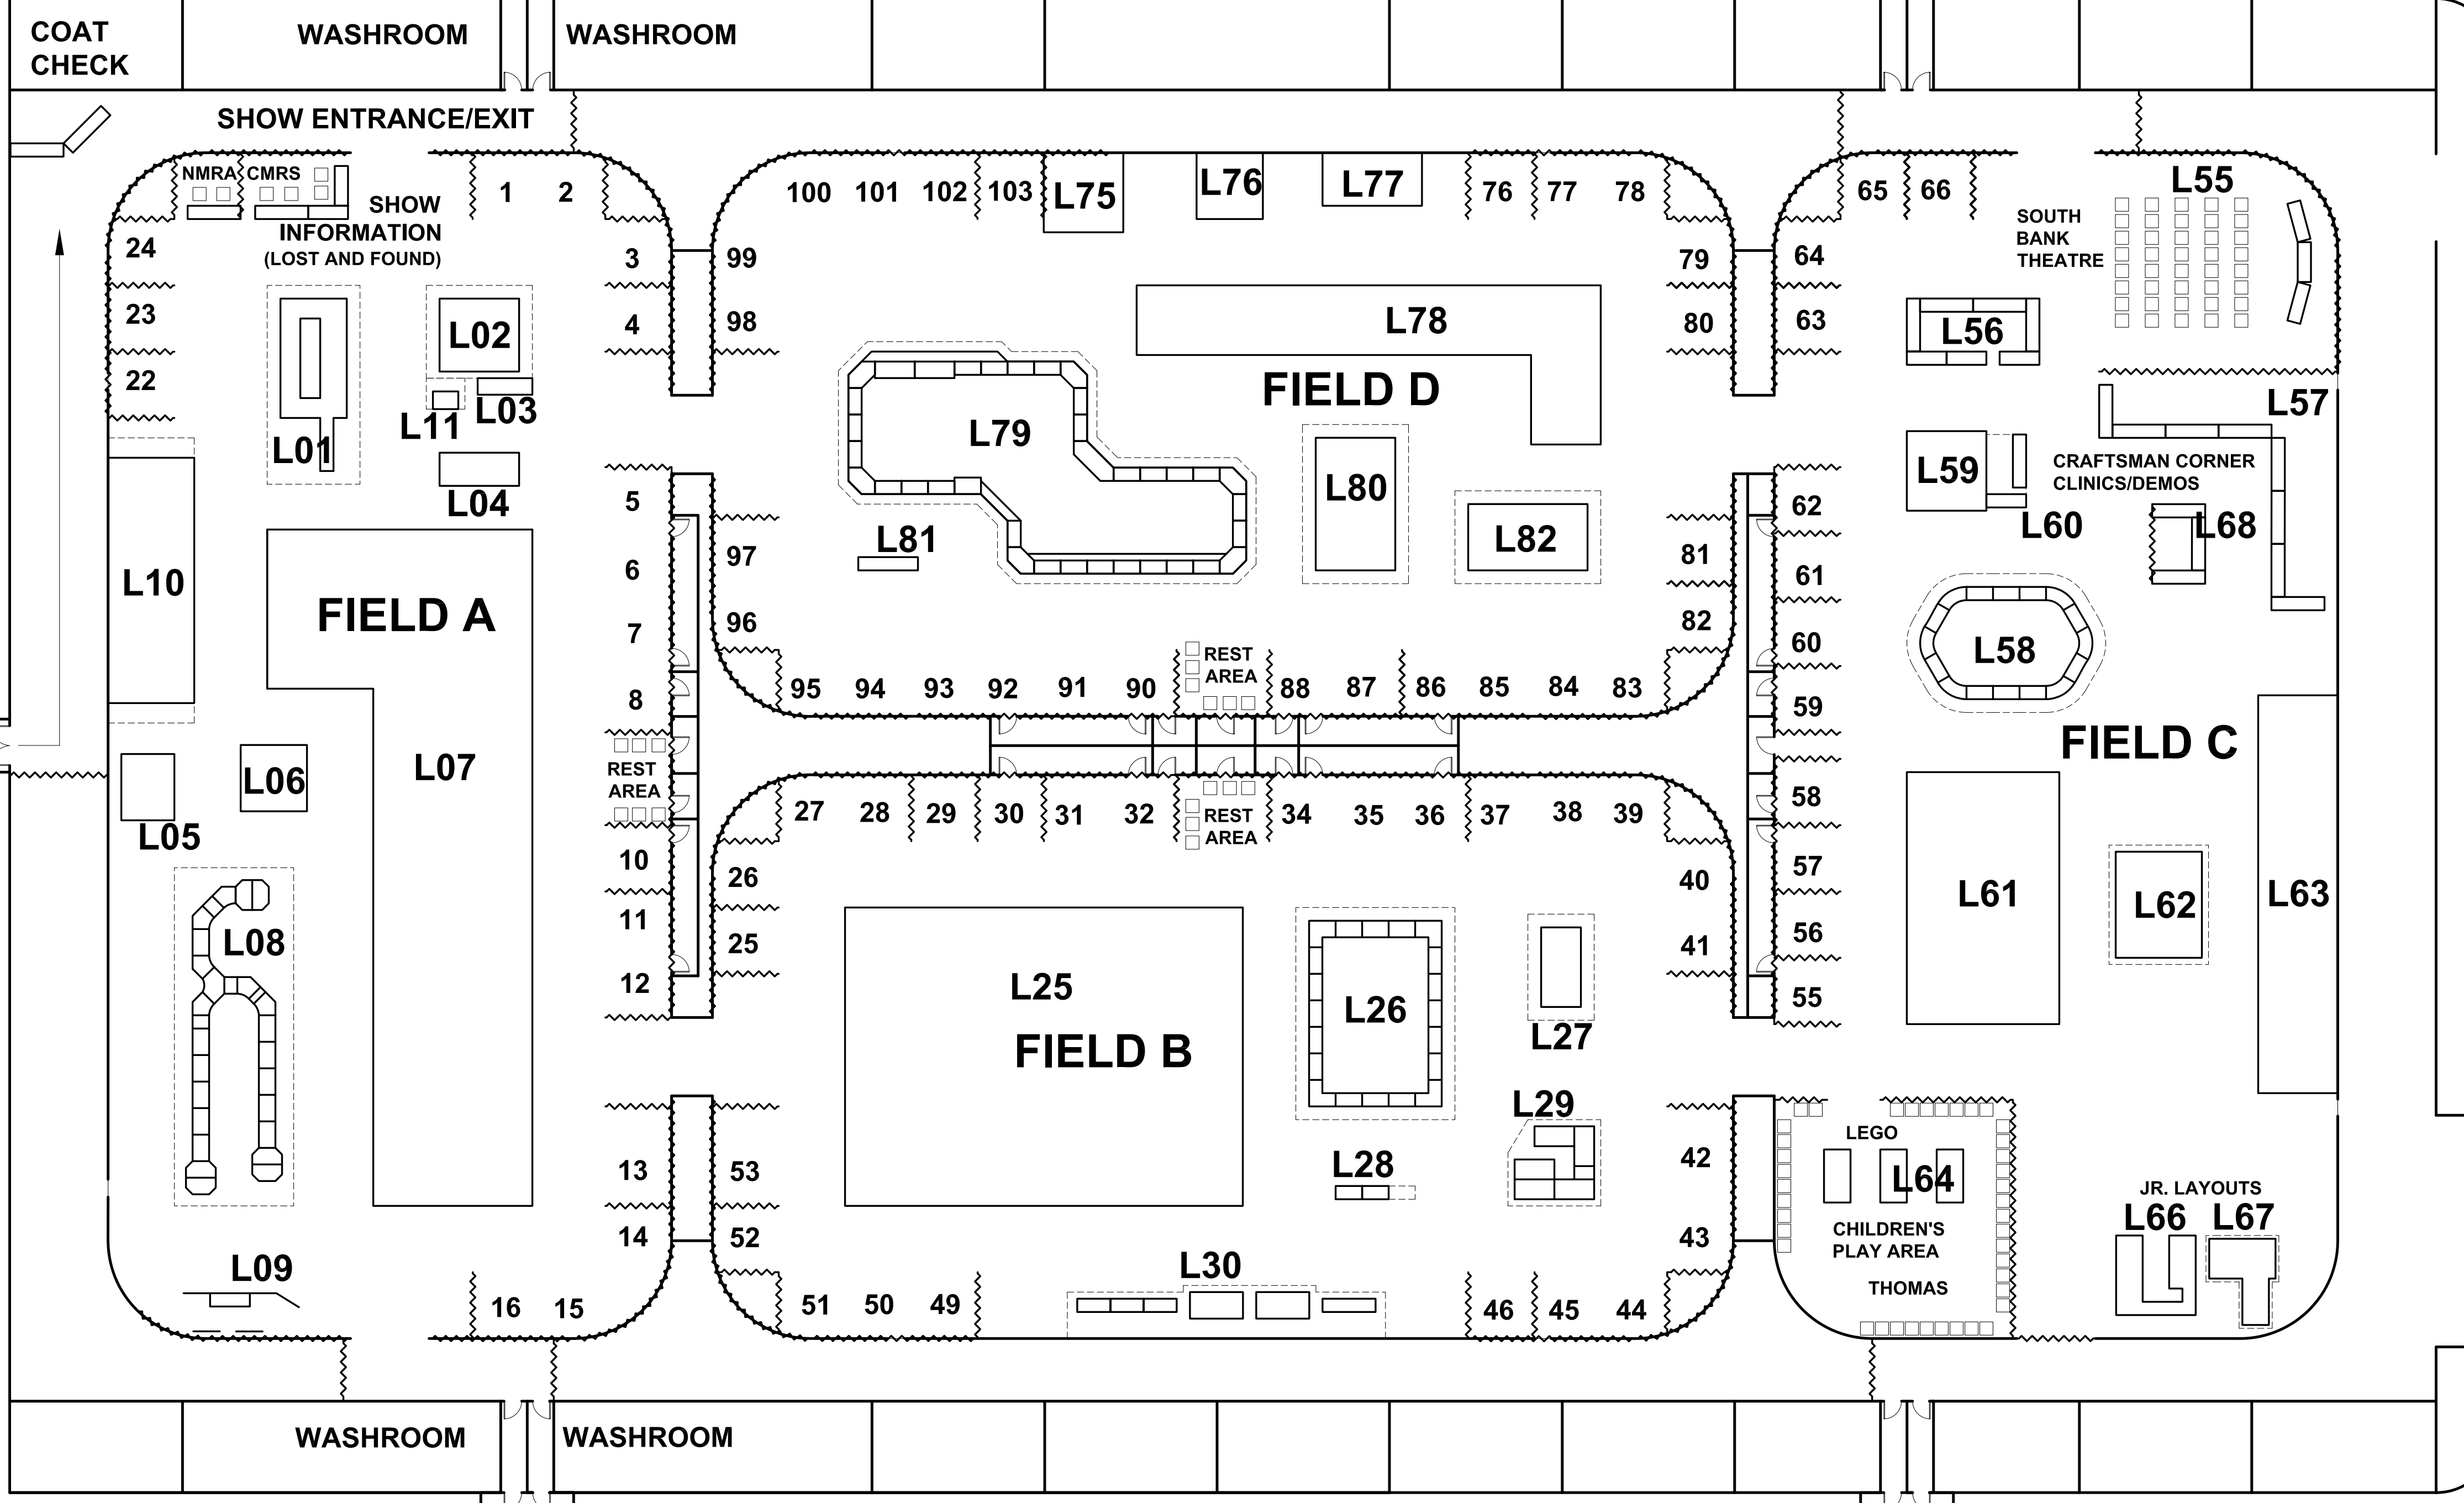 COAT
CHECK
WASHROOM
WASHROOM
SHOW ENTRANCE/EXIT
NMRA
CMRS
SHOW
INFORMATION
(LOST AND FOUND)
1
2
24
23
22
3
4
L01
L02
L03
L11
L04
L10
FIELD A
L07
L05
L06
L08
L09
5
6
7
8
REST
AREA
10
11
12
13
14
16
15
100
101
102
103
L75
L76
L77
76
77
78
99
98
79
80
L78
FIELD D
L79
L80
L81
L82
97
96
81
82
95
94
93
92
91
90
REST
AREA
88
87
86
85
84
83
27
28
29
30
31
32
REST
AREA
34
35
36
37
38
39
26
25
40
41
L25
FIELD B
L26
L27
L28
L29
L30
53
52
42
43
51
50
49
46
45
44
65
66
64
63
SOUTH
BANK
THEATRE
L55
L56
L57
L59
CRAFTSMAN CORNER
CLINICS/DEMOS
L60
L68
62
61
60
59
58
57
56
55
L58
FIELD C
L61
L62
L63
LEGO
L64
CHILDREN'S
PLAY AREA
THOMAS
JR. LAYOUTS
L66
L67
WASHROOM
WASHROOM